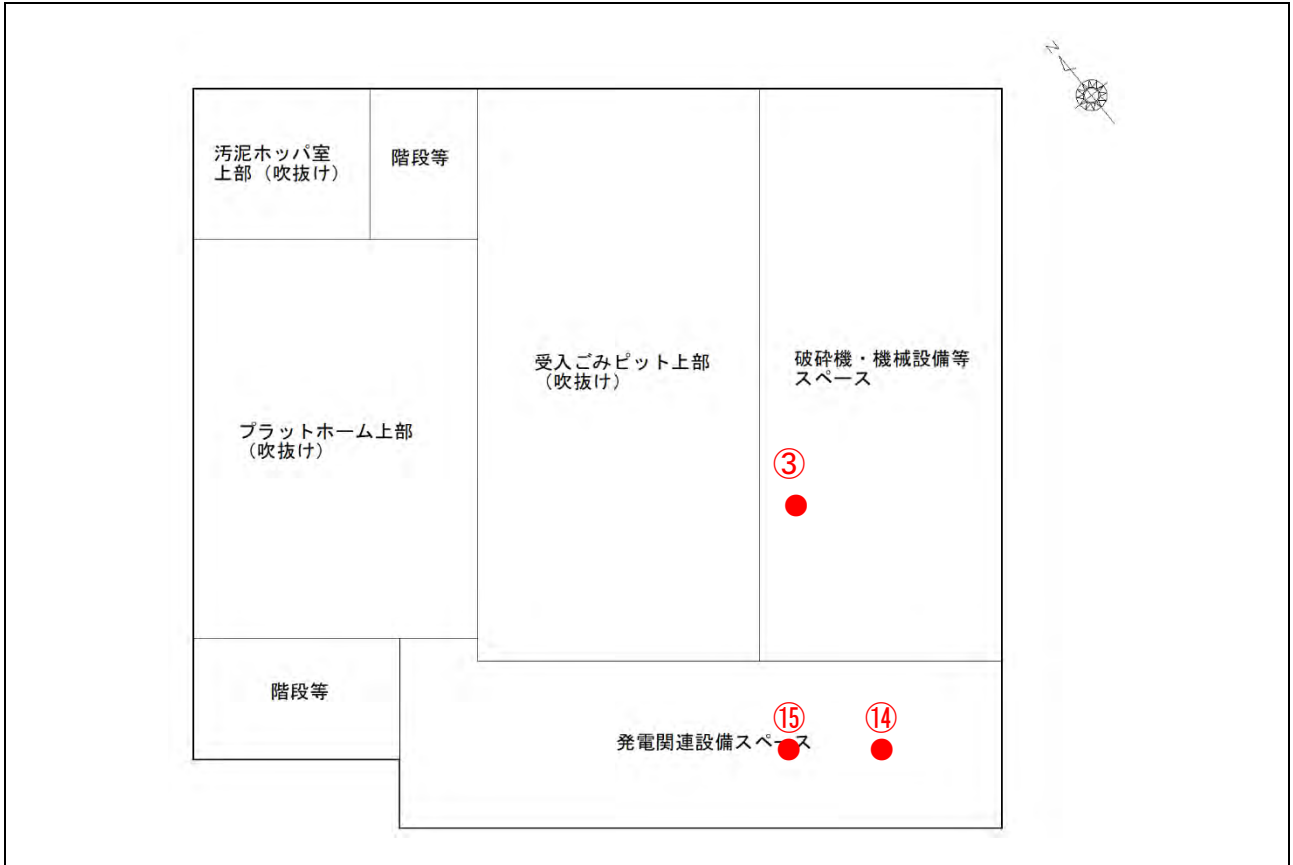 N
汚泥ホッパ室
上部（吹抜け）
階段等
受入ごみピット上部
（吹抜け）
破砕機・機械設備等
スペース
プラットホーム上部
（吹抜け）
③
階段等
⑮
⑭
発電関連設備スペース